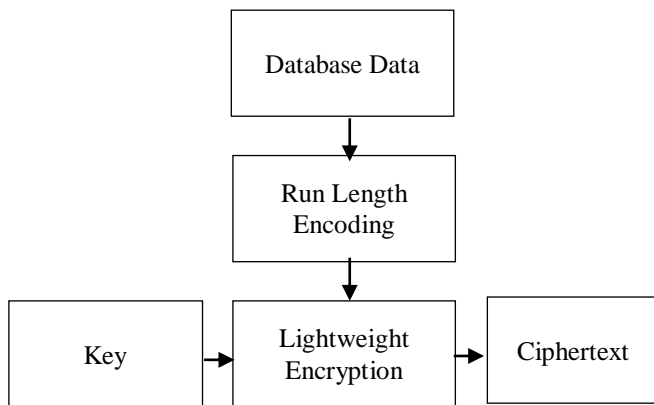 Database Data
Run Length
Encoding
Key
Lightweight
Encryption
Ciphertext